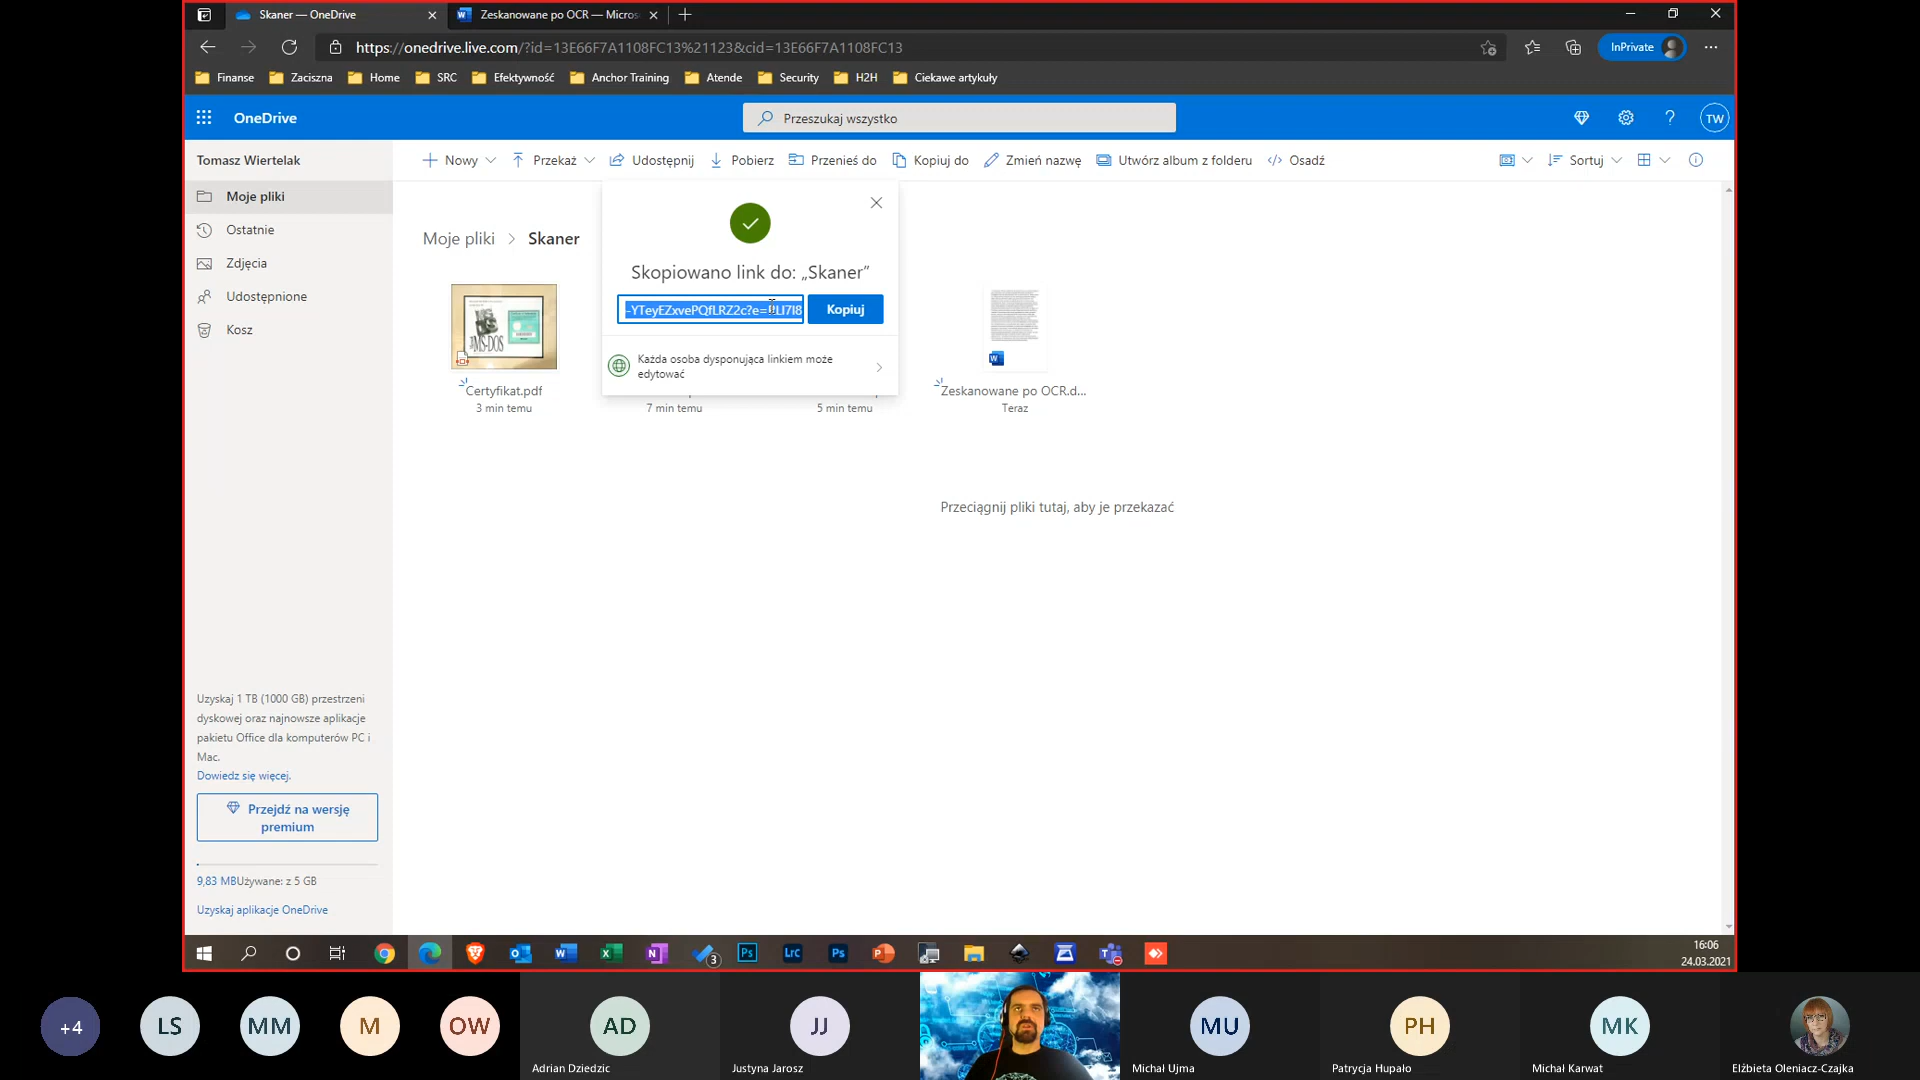 Skaner — OneDrive
Zeskanowane po OCR — Micros
https://onedrive.live.com/?id=13E66F7A1108FC13%21123&cid=13E66F7A1108FC13
InPrivate
Finanse Zaciszna Home SRC Efektywność Anchor Training Atende Security H2H Ciekawe artykuły
OneDrive
Przeszukaj wszystko
TW
Tomasz Wiertelak
Nowy Przekaż Udostępnij Pobierz Przenieś do Kopiuj do Zmień nazwę Utwórz album z folderu Osadź Sortuj
Moje pliki
Ostatnie
Zdjęcia
Udostępnione
Kosz
Moje pliki > Skaner
Skopiowano link do: „Skaner”
Kopiuj
Każda osoba dysponująca linkiem może
edytować
MS-DOS
Certyfikat.pdf
3 min temu
7 min temu
5 min temu
Zeskanowane po OCR.d...
Teraz
Przeciągnij pliki tutaj, aby je przekazać
Uzyskaj 1 TB (1000 GB) przestrzeni
dyskowej oraz najnowsze aplikacje
pakietu Office dla komputerów PC i
Mac.
Dowiedz się więcej.
Przejdź na wersję
premium
9,83 MBUżywane: z 5 GB
Uzyskaj aplikacje OneDrive
3
Ps
LrC
Ps
16:06
24.03.2021
+4
LS
MM
M
OW
AD
Adrian Dziedzic
JJ
Justyna Jarosz
MU
Michał Ujma
PH
Patrycja Hupało
MK
Michał Karwat
Elżbieta Oleniacz-Czajka